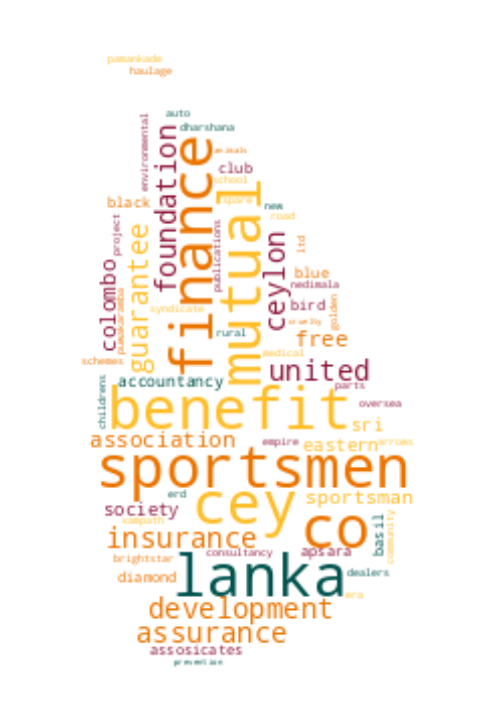 pamankade
haulage
auto
dharshana
environmental
finance
foundation
animals
club
school
mutual
spare
black
new
road
project
publications
guarantee
ceylon
ltd
colombo
blue
nedimala
pamakaramba
bird
golden
syndicate
cruelty
rural
free
medical
schemes
united
childrens
accountancy
parts
benefit
oversea
sri
association
empire
eastern
arrows
sportsmen
erd
cey
sportsman
society
co
basil
community
sampath
insurance
consultancy
apsara
brightstar
lanka
diamond
dealers
era
development
assurance
assosicates
prevention